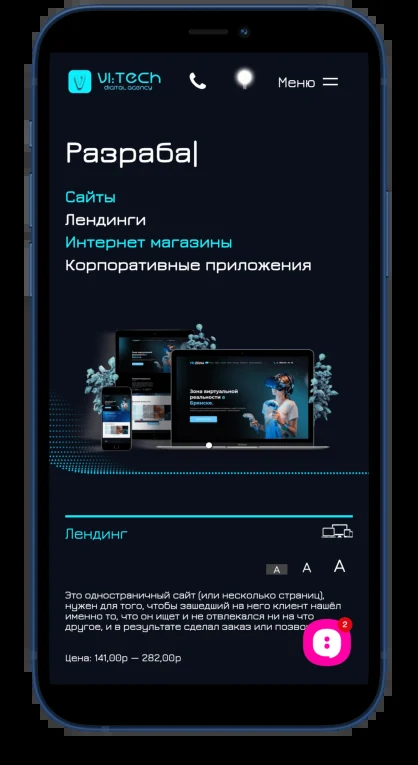 VI:TECH
DIGITAL AGENCY
Меню
Разраба|
Сайты
Лендинги
Интернет магазины
Корпоративные приложения
Зона виртуальной
реальности в
Брянске.
Лендинг
A A A
Это одностраничный сайт (или несколько страниц),
нужен для того, чтобы зашедший на него клиент нашёл
именно то, что он ищет и не отвлекался ни на что
другое, и в результате сделал заказ или позво
2
Цена: 141,00р — 282,00р